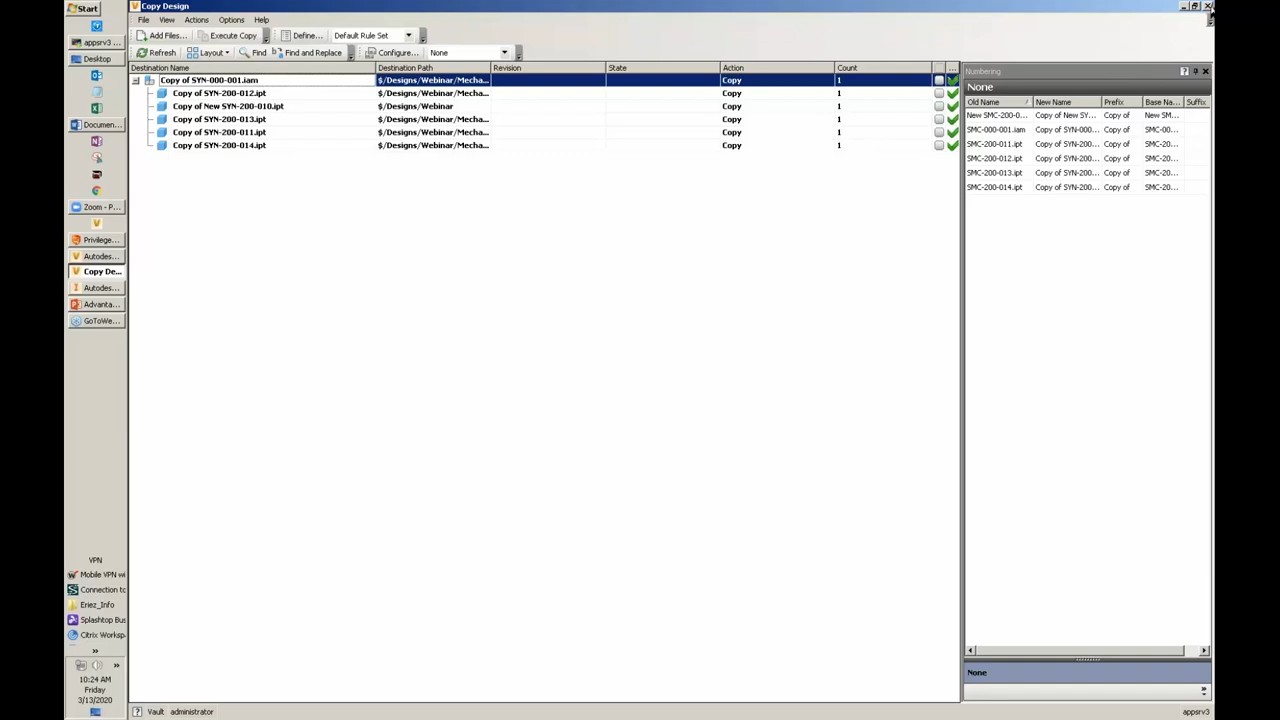 Start
Copy Design
File View Actions Options Help
appsrv3 ...
Add Files... Execute Copy Define... Default Rule Set
Refresh Layout Find Find and Replace Configure... None
Desktop
Destination Name Destination Path Revision State Action Count ...
Numbering
None
Copy of SYN-000-001.iam $/Designs/Webinar/Mecha... Copy 1
Copy of SYN-200-012.ipt $/Designs/Webinar/Mecha... Copy 1
Copy of New SYN-200-010.ipt $/Designs/Webinar Copy 1
Copy of SYN-200-013.ipt $/Designs/Webinar/Mecha... Copy 1
Copy of SYN-200-011.ipt $/Designs/Webinar/Mecha... Copy 1
Copy of SYN-200-014.ipt $/Designs/Webinar/Mecha... Copy 1
Old Name New Name Prefix Base Na... Suffix
New SMC-200-0... Copy of New SY... Copy of New SM...
SMC-000-001.iam Copy of SYN-000... Copy of SMC-00...
SMC-200-011.ipt Copy of SYN-200... Copy of SMC-20...
SMC-200-012.ipt Copy of SYN-200... Copy of SMC-20...
SMC-200-013.ipt Copy of SYN-200... Copy of SMC-20...
SMC-200-014.ipt Copy of SYN-200... Copy of SMC-20...
Documen...
Zoom - P...
Privilege...
Autodes...
Copy De...
Autodes...
Advanta...
GoToWe...
VPN
Mobile VPN wi
Connection to
Eriez_Info
Splashtop Bus
Citrix Worksp
10:24 AM
Friday
3/13/2020
None
Vault administrator
appsrv3